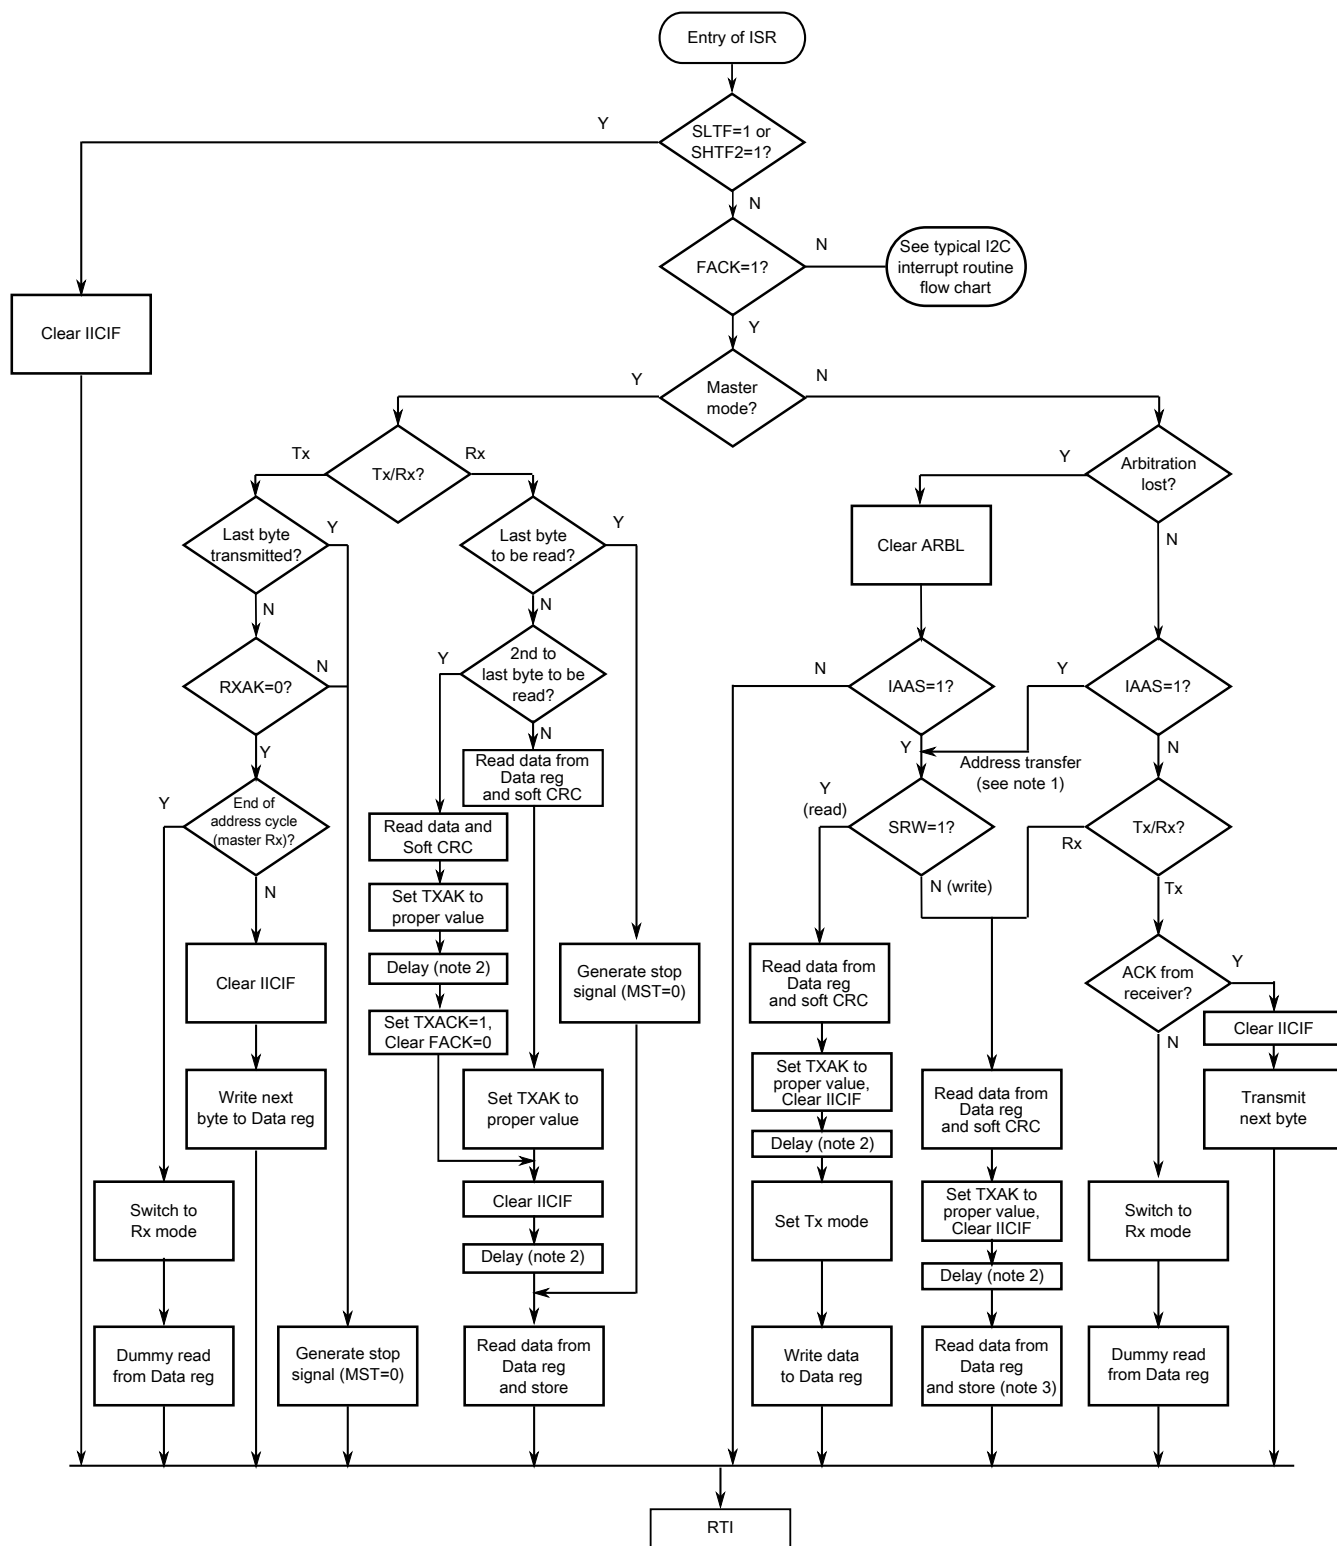 Entry of ISR
Y
SLTF=1 or
SHTF2=1?
N
FACK=1?
N
See typical I2C
interrupt routine
flow chart
Clear IICIF
Y
Y
Master
mode?
N
Tx
Tx/Rx?
Rx
Y
Arbitration
lost?
Last byte
transmitted?
Y
Last byte
to be read?
Y
Clear ARBL
N
N
N
RXAK=0?
N
Y
2nd to
last byte to be
read?
N
IAAS=1?
Y
IAAS=1?
Y
N
Read data from
Data reg
and soft CRC
Y
Address transfer
(see note 1)
N
Y
End of
address cycle
(master Rx)?
Read data and
Soft CRC
Y
(read)
SRW=1?
Rx
Tx/Rx?
N
Set TXAK to
proper value
N (write)
Tx
Clear IICIF
Delay (note 2)
Generate stop
signal (MST=0)
Read data from
Data reg
and soft CRC
ACK from
receiver?
Y
Set TXACK=1,
Clear FACK=0
N
Clear IICIF
Write next
byte to Data reg
Set TXAK to
proper value
Set TXAK to
proper value,
Clear IICIF
Read data from
Data reg
and soft CRC
Transmit
next byte
Delay (note 2)
Switch to
Rx mode
Clear IICIF
Set Tx mode
Set TXAK to
proper value,
Clear IICIF
Switch to
Rx mode
Delay (note 2)
Delay (note 2)
Dummy read
from Data reg
Generate stop
signal (MST=0)
Read data from
Data reg
and store
Write data
to Data reg
Read data from
Data reg
and store (note 3)
Dummy read
from Data reg
RTI